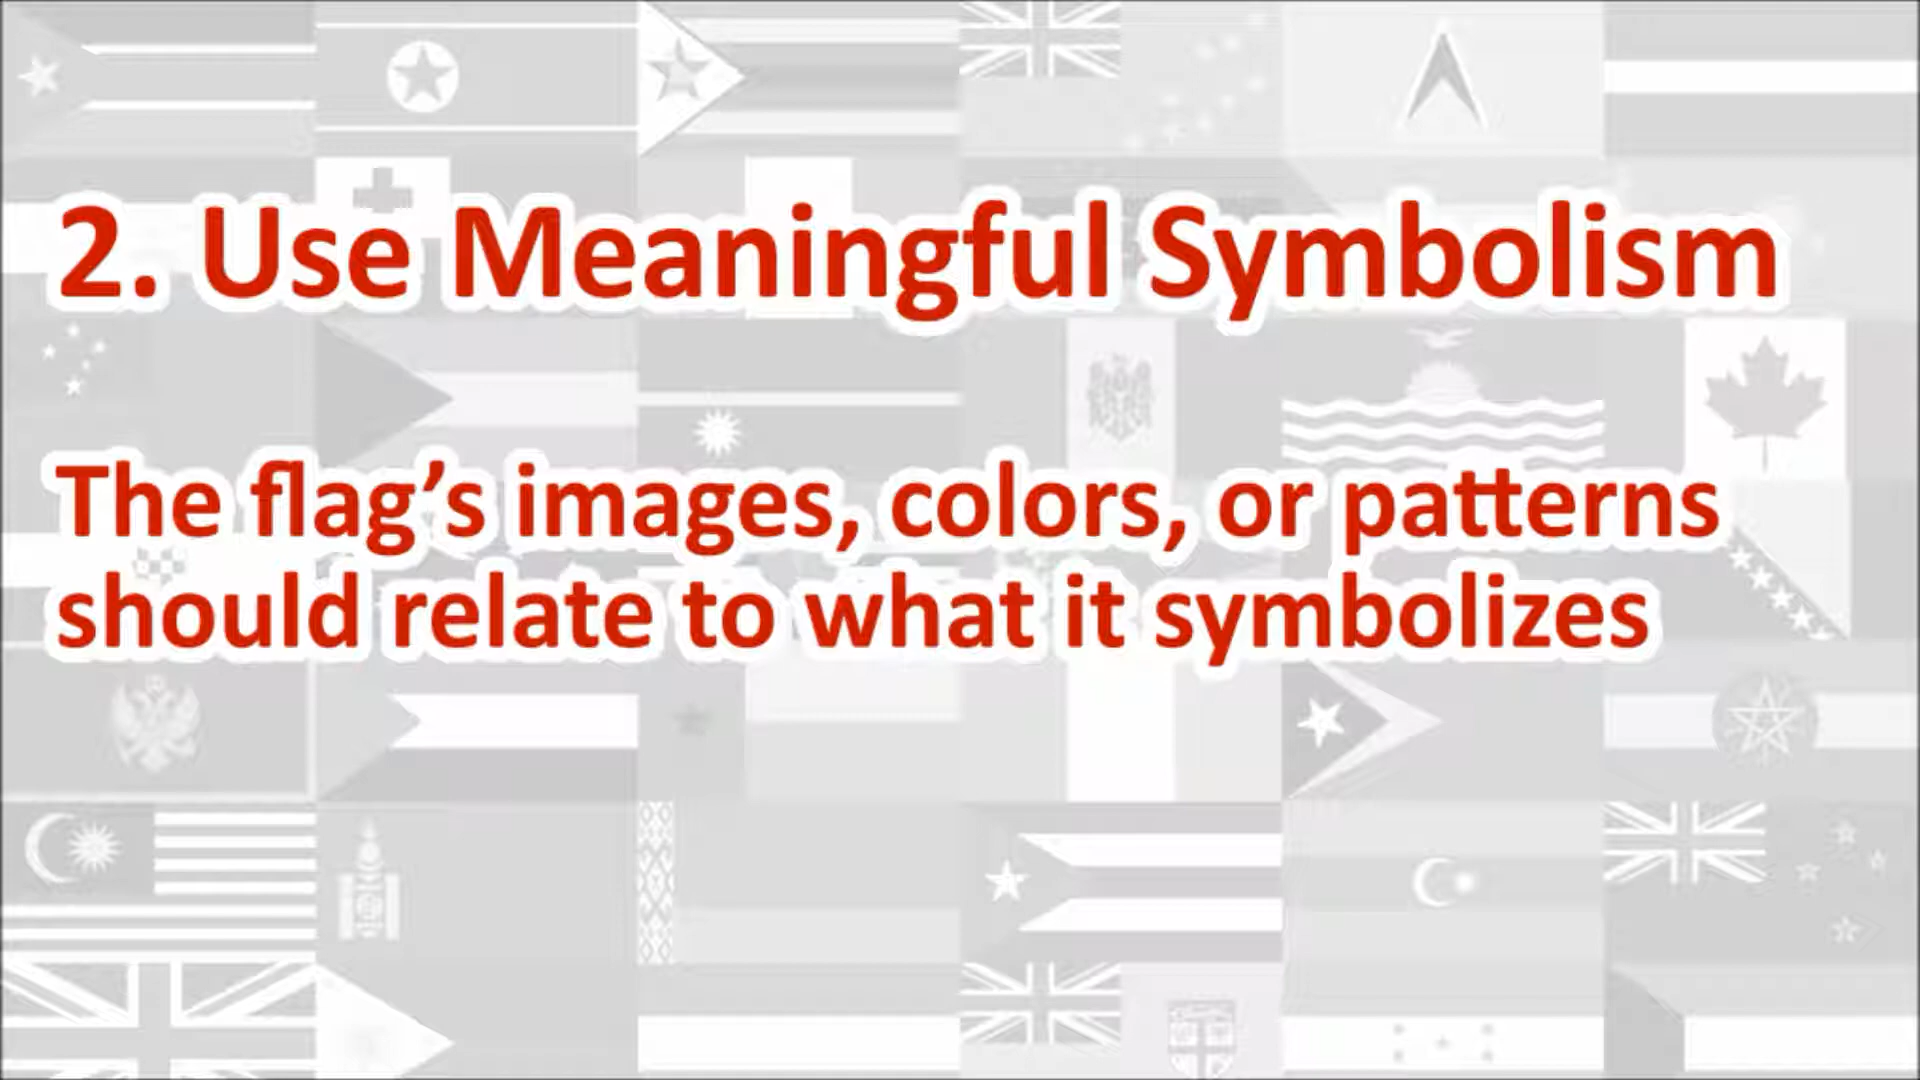 2. Use Meaningful Symbolism
The flag’s images, colors, or patterns
should relate to what it symbolizes